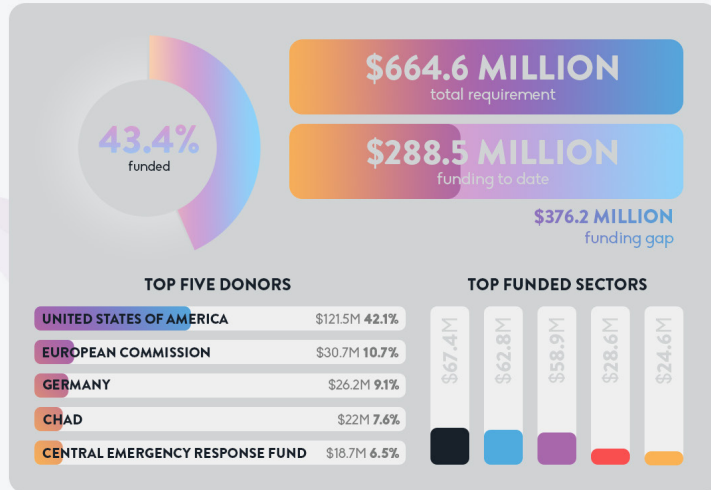 43.4%
funded
$664.6 MILLION
total requirement
$288.5 MILLION
funding to date
$376.2 MILLION
funding gap
TOP FIVE DONORS
UNITED STATES OF AMERICA $121.5M 42.1%
EUROPEAN COMMISSION $30.7M 10.7%
GERMANY $26.2M 9.1%
CHAD $22M 7.6%
CENTRAL EMERGENCY RESPONSE FUND $18.7M 6.5%
TOP FUNDED SECTORS
$67.4M
$62.8M
$58.9M
$28.6M
$24.6M